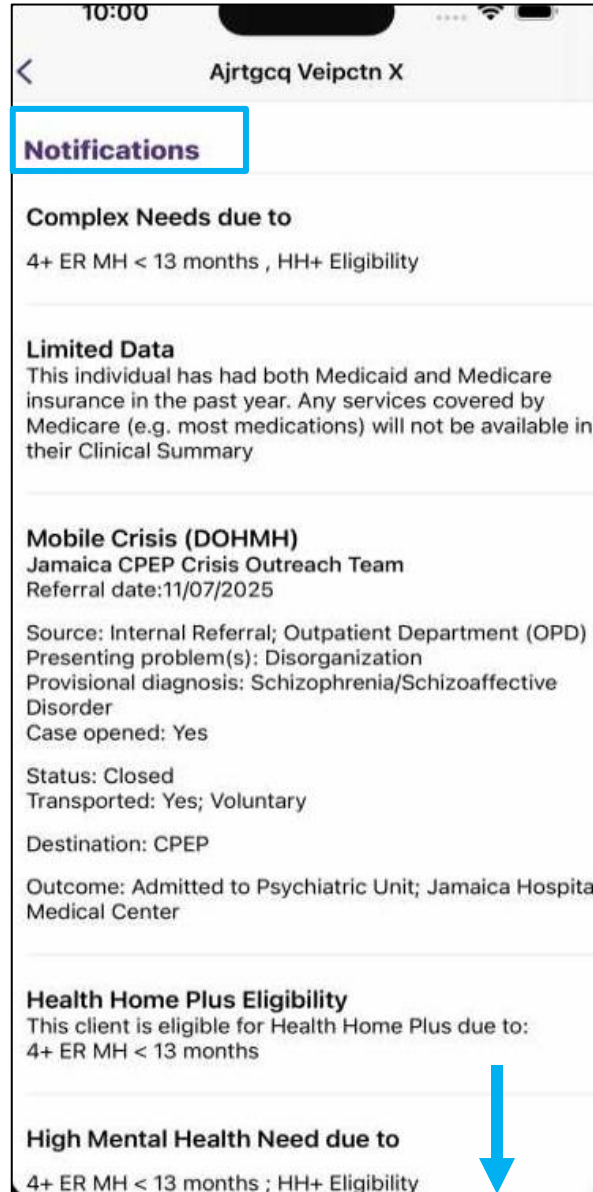 10:00
Ajrtgcq Veipctn X
Notifications
Complex Needs due to
4+ ER MH < 13 months , HH+ Eligibility
Limited Data
This individual has had both Medicaid and Medicare
insurance in the past year. Any services covered by
Medicare (e.g. most medications) will not be available in
their Clinical Summary
Mobile Crisis (DOHMH)
Jamaica CPEP Crisis Outreach Team
Referral date:11/07/2025
Source: Internal Referral; Outpatient Department (OPD)
Presenting problem(s): Disorganization
Provisional diagnosis: Schizophrenia/Schizoaffective
Disorder
Case opened: Yes
Status: Closed
Transported: Yes; Voluntary
Destination: CPEP
Outcome: Admitted to Psychiatric Unit; Jamaica Hospita
Medical Center
Health Home Plus Eligibility
This client is eligible for Health Home Plus due to:
4+ ER MH < 13 months
High Mental Health Need due to
4+ ER MH < 13 months ; HH+ Eligibility